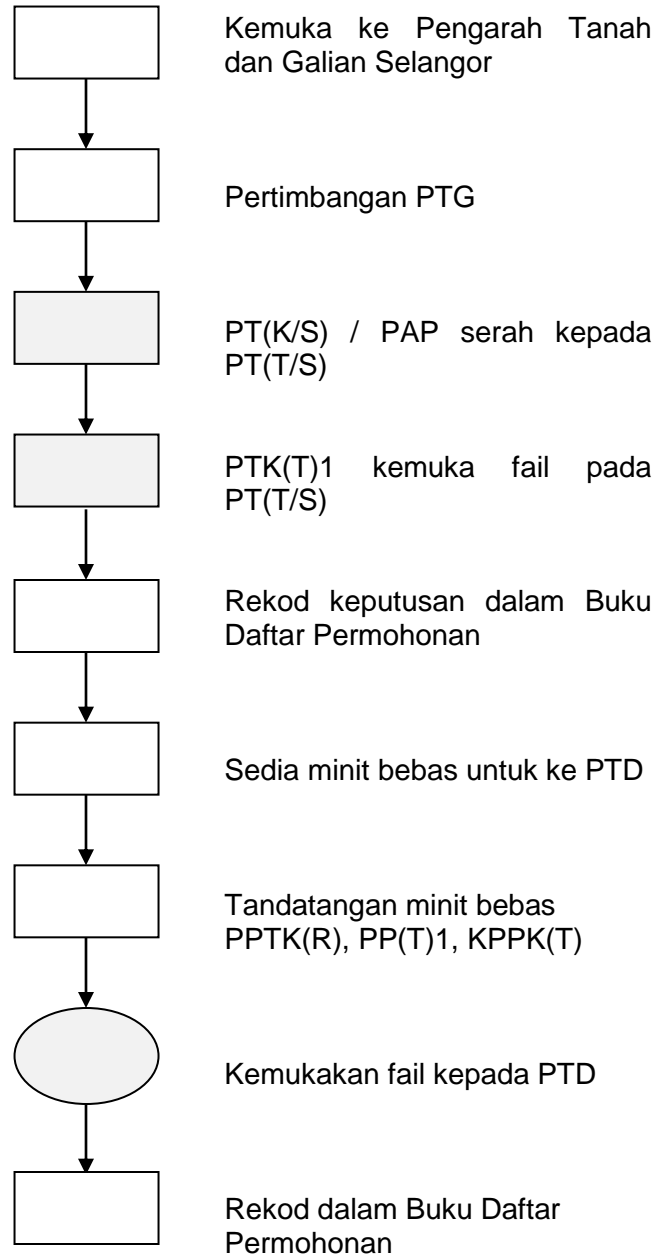 Kemuka ke Pengarah Tanah
dan Galian Selangor
Pertimbangan PTG
PT(K/S) / PAP serah kepada
PT(T/S)
PTK(T)1 kemuka fail pada
PT(T/S)
Rekod keputusan dalam Buku
Daftar Permohonan
Sedia minit bebas untuk ke PTD
Tandatangan minit bebas
PPTK(R), PP(T)1, KPPK(T)
Kemukakan fail kepada PTD
Rekod dalam Buku Daftar
Permohonan